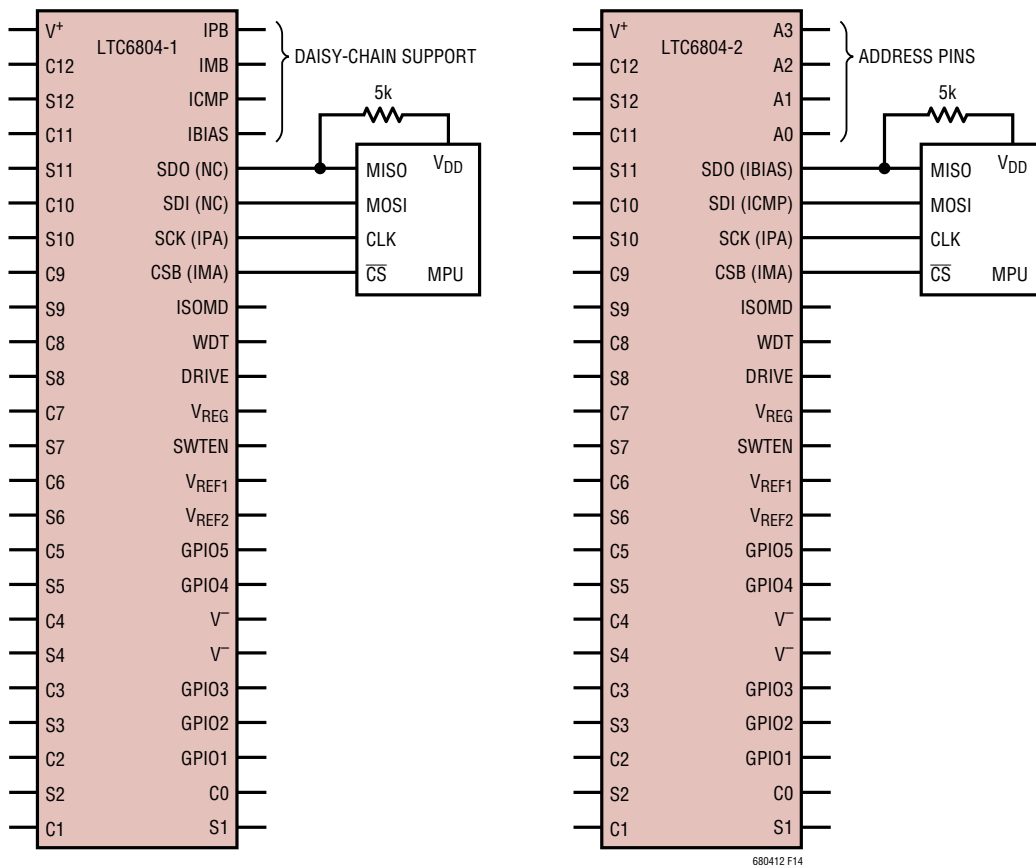 V+ IPB
LTC6804-1
C12 IMB
DAISY-CHAIN SUPPORT
S12 ICMP
5k
C11 IBIAS
S11 SDO (NC) MISO VDD
C10 SDI (NC) MOSI
S10 SCK (IPA) CLK
C9 CSB (IMA) CS MPU
S9 ISOMD
C8 WDT
S8 DRIVE
C7 VREG
S7 SWTEN
C6 VREF1
S6 VREF2
C5 GPIO5
S5 GPIO4
C4 V–
S4 V–
C3 GPIO3
S3 GPIO2
C2 GPIO1
S2 C0
C1 S1
V+ A3
LTC6804-2
C12 A2
ADDRESS PINS
S12 A1
5k
C11 A0
S11 SDO (IBIAS) MISO VDD
C10 SDI (ICMP) MOSI
S10 SCK (IPA) CLK
C9 CSB (IMA) CS MPU
S9 ISOMD
C8 WDT
S8 DRIVE
C7 VREG
S7 SWTEN
C6 VREF1
S6 VREF2
C5 GPIO5
S5 GPIO4
C4 V–
S4 V–
C3 GPIO3
S3 GPIO2
C2 GPIO1
S2 C0
C1 S1
680412 F14